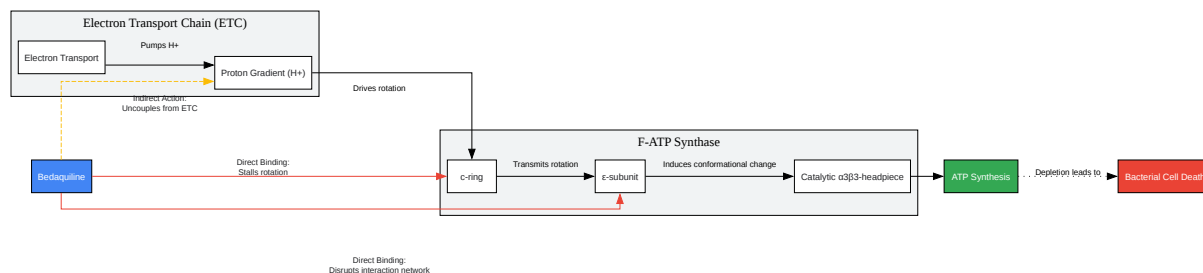 Electron Transport Chain (ETC)
Electron Transport
Pumps H+
Proton Gradient (H+)
Indirect Action:
Uncouples from ETC
Drives rotation
F-ATP Synthase
Bedaquiline
Direct Binding:
Stalls rotation
c-ring
Transmits rotation
ε-subunit
Induces conformational change
Catalytic α3β3-headpiece
ATP Synthesis
Depletion leads to
Bacterial Cell Death
Direct Binding:
Disrupts interaction network